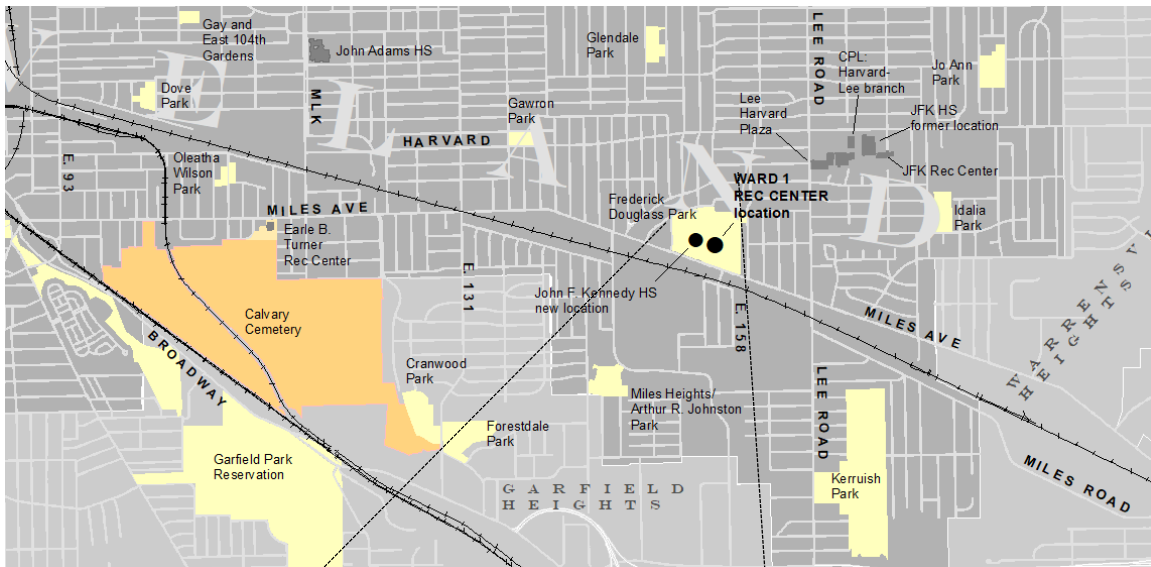 Gay and
East 104th
Gardens
John Adams HS
Glendale
Park
LEE ROAD
CPL:
Harvard-
Lee branch
Jo Ann
Park
Dove
Park
MLK
Gawron
Park
Lee
Harvard
Plaza
JFK HS
former location
HARVARD
E. 93
Oleatha
Wilson
Park
JFK Rec Center
WARD 1
REC CENTER
location
MILES AVE
Frederick
Douglass Park
Idalia
Park
Earle B.
Turner
Rec Center
E. 131
John F. Kennedy HS
new location
E. 158
MILES AVE
WARRENSV
HEIGHTS
Calvary
Cemetery
BROADWAY
Cranwood
Park
Miles Heights/
Arthur R. Johnston
Park
LEE ROAD
Forestdale
Park
Garfield Park
Reservation
GARFIELD
HEIGHTS
Kerruish
Park
MILES ROAD
V E L A N D